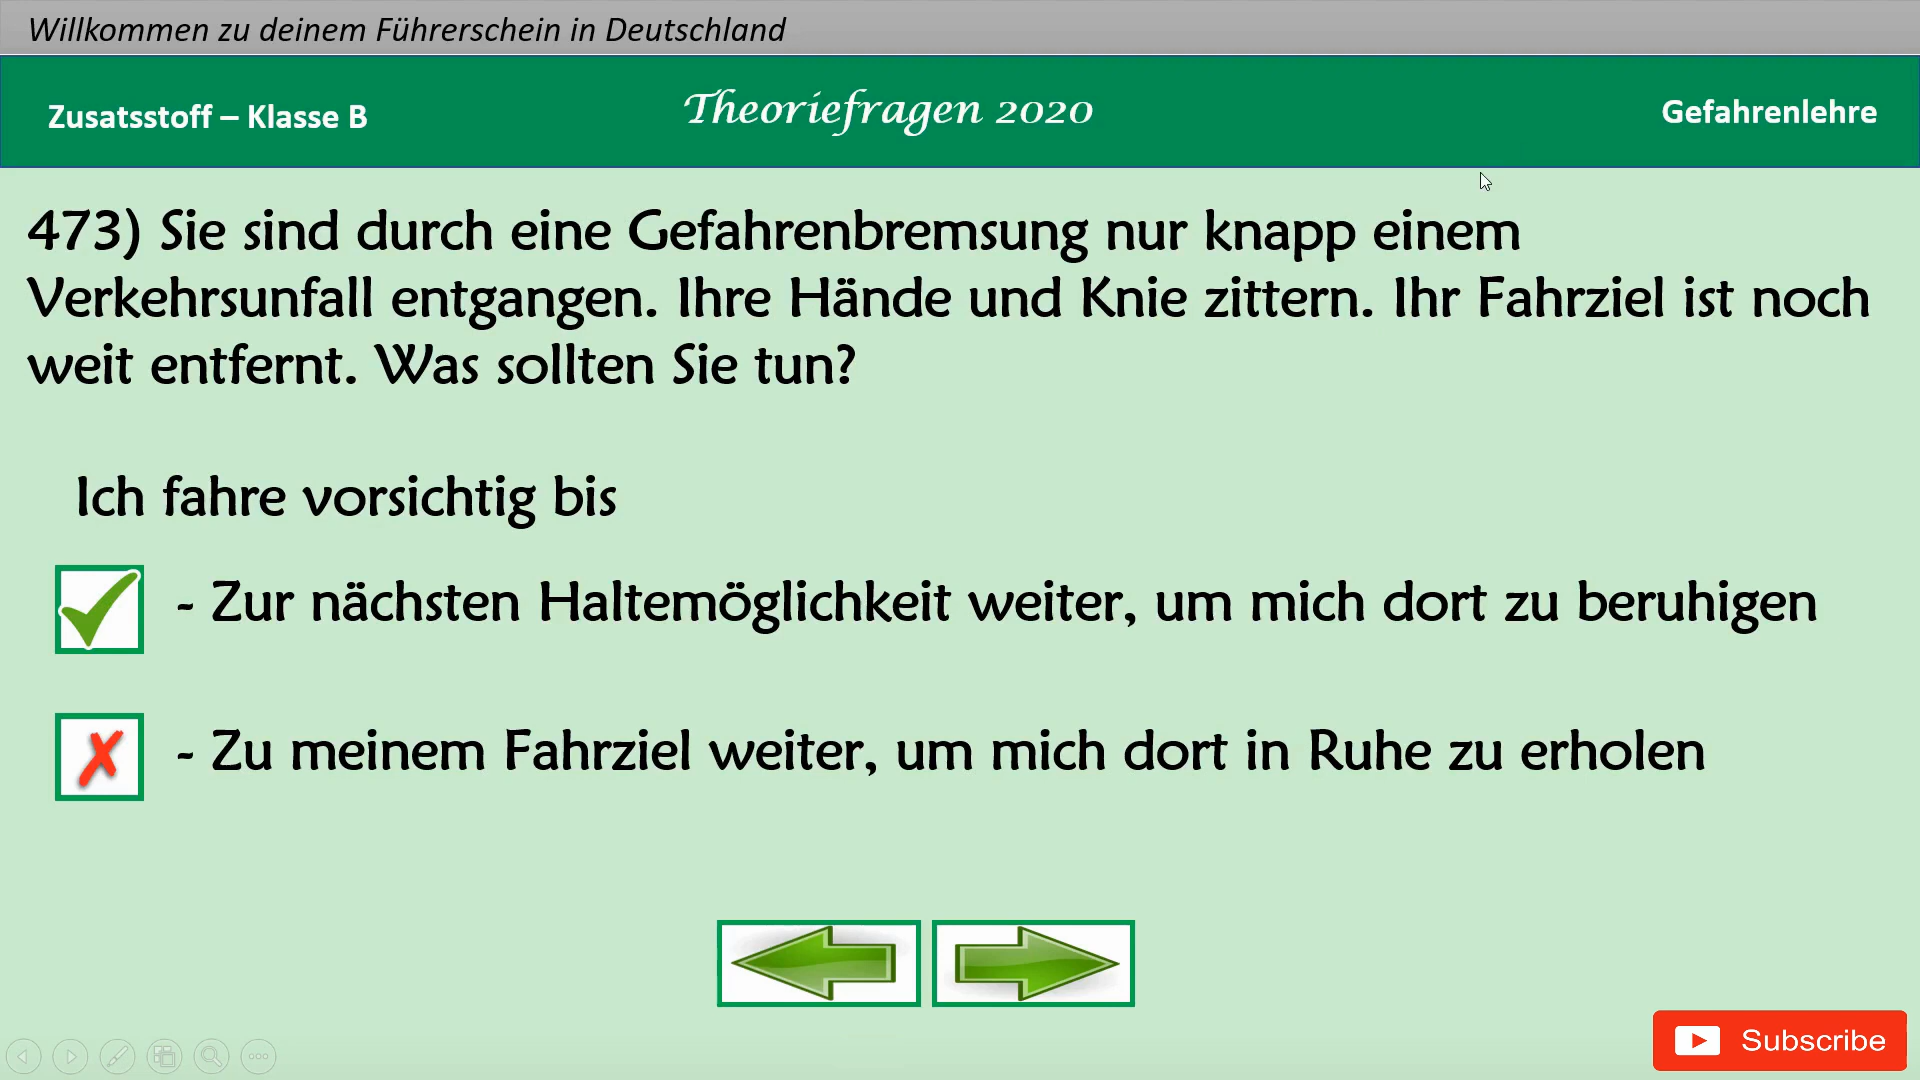 Willkommen zu deinem Führerschein in Deutschland
Zusatsstoff – Klasse B
Theoriefragen 2020
Gefahrenlehre
473) Sie sind durch eine Gefahrenbremsung nur knapp einem
Verkehrsunfall entgangen. Ihre Hände und Knie zittern. Ihr Fahrziel ist noch
weit entfernt. Was sollten Sie tun?
Ich fahre vorsichtig bis
- Zur nächsten Haltemöglichkeit weiter, um mich dort zu beruhigen
- Zu meinem Fahrziel weiter, um mich dort in Ruhe zu erholen
Subscribe